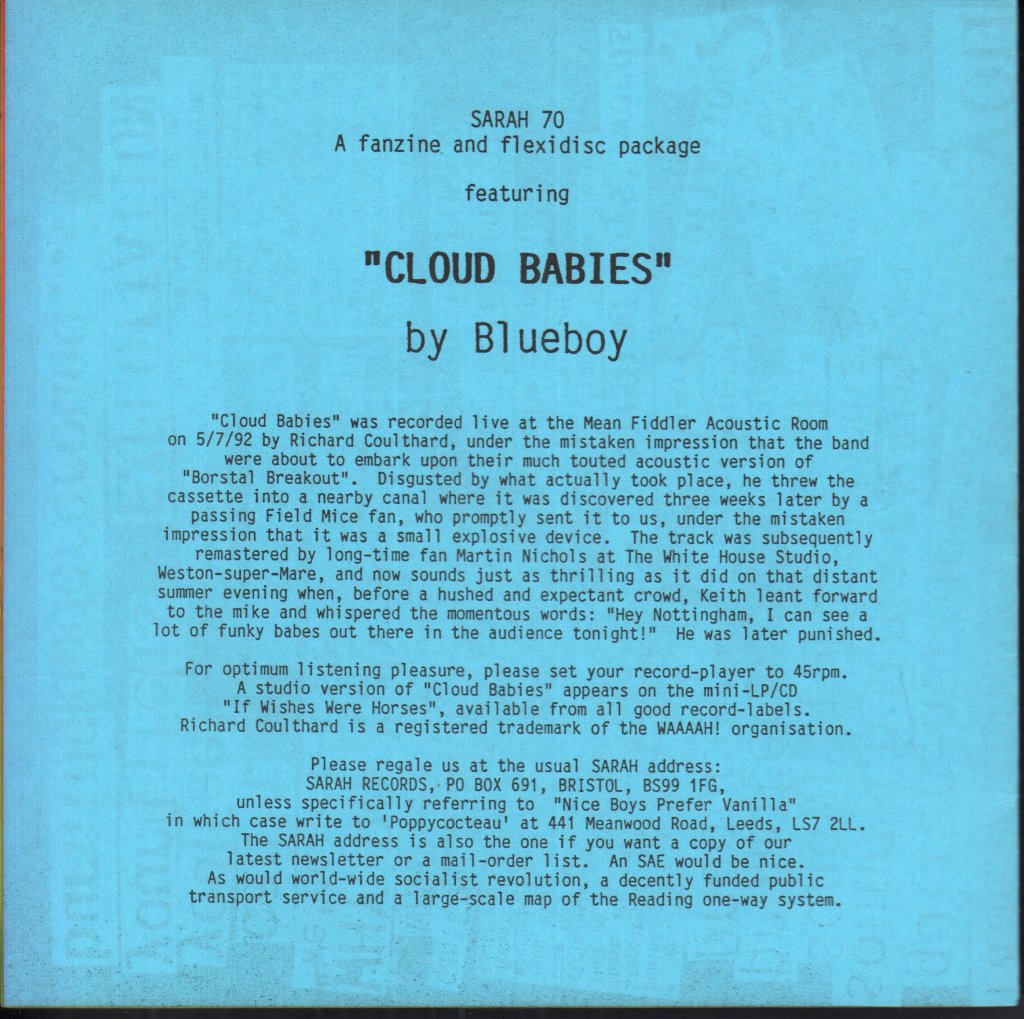 SARAH 70
A fanzine and flexidisc package
featuring
"CLOUD BABIES"
by Blueboy
"Cloud Babies" was recorded live at the Mean Fiddler Acoustic Room
on 5/7/92 by Richard Coulthard, under the mistaken impression that the band
were about to embark upon their much touted acoustic version of
"Borstal Breakout". Disgusted by what actually took place, he threw the
cassette into a nearby canal where it was discovered three weeks later by a
passing Field Mice fan, who promptly sent it to us, under the mistaken
impression that it was a small explosive device. The track was subsequently
remastered by long-time fan Martin Nichols at The White House Studio,
Weston-super-Mare, and now sounds just as thrilling as it did on that distant
summer evening when, before a hushed and expectant crowd, Keith leant forward
to the mike and whispered the momentous words: "Hey Nottingham, I can see a
lot of funky babes out there in the audience tonight!" He was later punished.
For optimum listening pleasure, please set your record-player to 45rpm.
A studio version of "Cloud Babies" appears on the mini-LP/CD
"If Wishes Were Horses", available from all good record-labels.
Richard Coulthard is a registered trademark of the WAAAAH! organisation.
Please regale us at the usual SARAH address:
SARAH RECORDS, PO BOX 691, BRISTOL, BS99 1FG,
unless specifically referring to "Nice Boys Prefer Vanilla"
in which case write to 'Poppycocteau' at 441 Meanwood Road, Leeds, LS7 2LL.
The SARAH address is also the one if you want a copy of our
latest newsletter or a mail-order list. An SAE would be nice.
As would world-wide socialist revolution, a decently funded public
transport service and a large-scale map of the Reading one-way system.